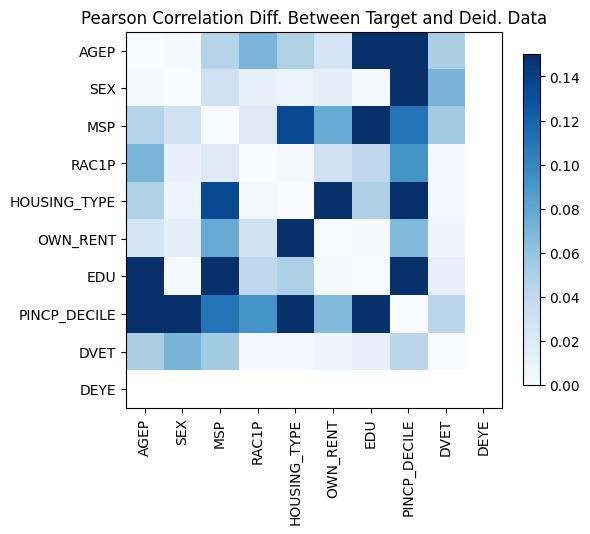 Pearson Correlation Diff. Between Target and Deid. Data
AGEP
SEX
MSP
RAC1P
HOUSING_TYPE
OWN_RENT
EDU
PINCP_DECILE
DVET
DEYE
AGEP
SEX
MSP
RAC1P
HOUSING_TYPE
OWN_RENT
EDU
PINCP_DECILE
DVET
DEYE
0.14
0.12
0.10
0.08
0.06
0.04
0.02
0.00